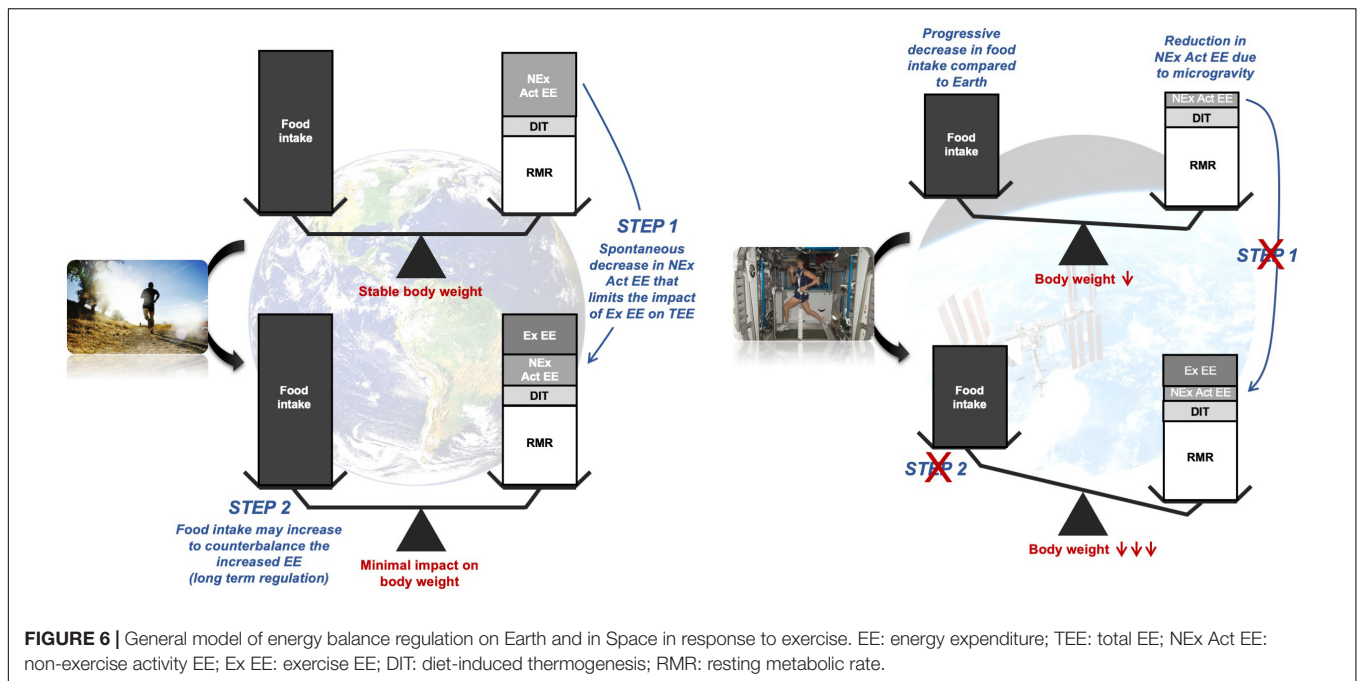 NEx
Act EE
DIT
RMR
Food
intake
STEP 1
Spontaneous
decrease in NEx
Act EE that
limits the impact
of Ex EE on TEE
Stable body weight
Ex EE
NEx
Act EE
DIT
RMR
Food
intake
STEP 2
Food intake may increase
to counterbalance the
increased EE
(long term regulation)
Minimal impact on
body weight
Progressive
decrease in food
intake compared
to Earth
Reduction in
NEx Act EE due
to microgravity
NEx Act EE
DIT
RMR
Food
intake
STEP 1
Body weight ↓
Ex EE
NEx Act EE
DIT
RMR
Food
intake
STEP 2
Body weight ↓ ↓ ↓
FIGURE 6 | General model of energy balance regulation on Earth and in Space in response to exercise. EE: energy expenditure; TEE: total EE; NEx Act EE:
non-exercise activity EE; Ex EE: exercise EE; DIT: diet-induced thermogenesis; RMR: resting metabolic rate.